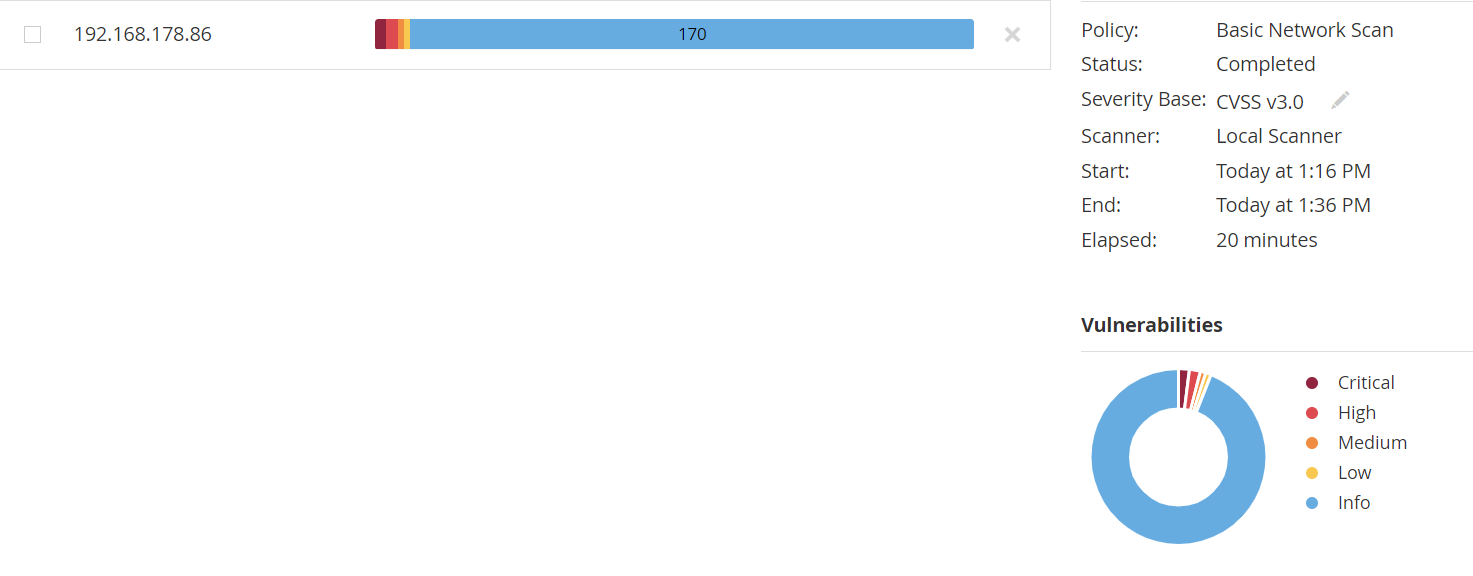 192.168.178.86
170
Policy: Basic Network Scan
Status: Completed
Severity Base: CVSS v3.0
Scanner: Local Scanner
Start: Today at 1:16 PM
End: Today at 1:36 PM
Elapsed: 20 minutes
Vulnerabilities
Critical
High
Medium
Low
Info